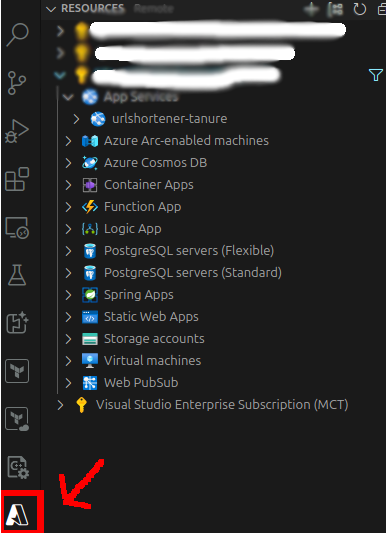 RESOURCES Remote
App Services
urlshortener-tanure
Azure Arc-enabled machines
Azure Cosmos DB
Container Apps
Function App
Logic App
PostgreSQL servers (Flexible)
PostgreSQL servers (Standard)
Spring Apps
Static Web Apps
Storage accounts
Virtual machines
Web PubSub
Visual Studio Enterprise Subscription (MCT)